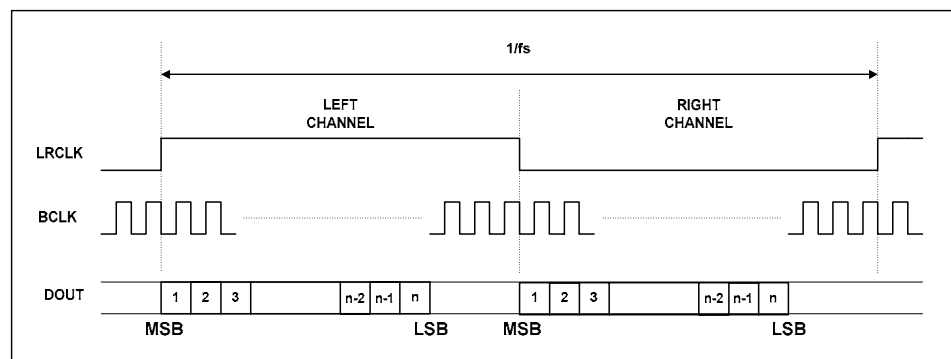 1/fs
LEFT
CHANNEL
RIGHT
CHANNEL
LRCLK
BCLK
DOUT
1 2 3 n-2 n-1 n 1 2 3 n-2 n-1 n
MSB LSB MSB LSB